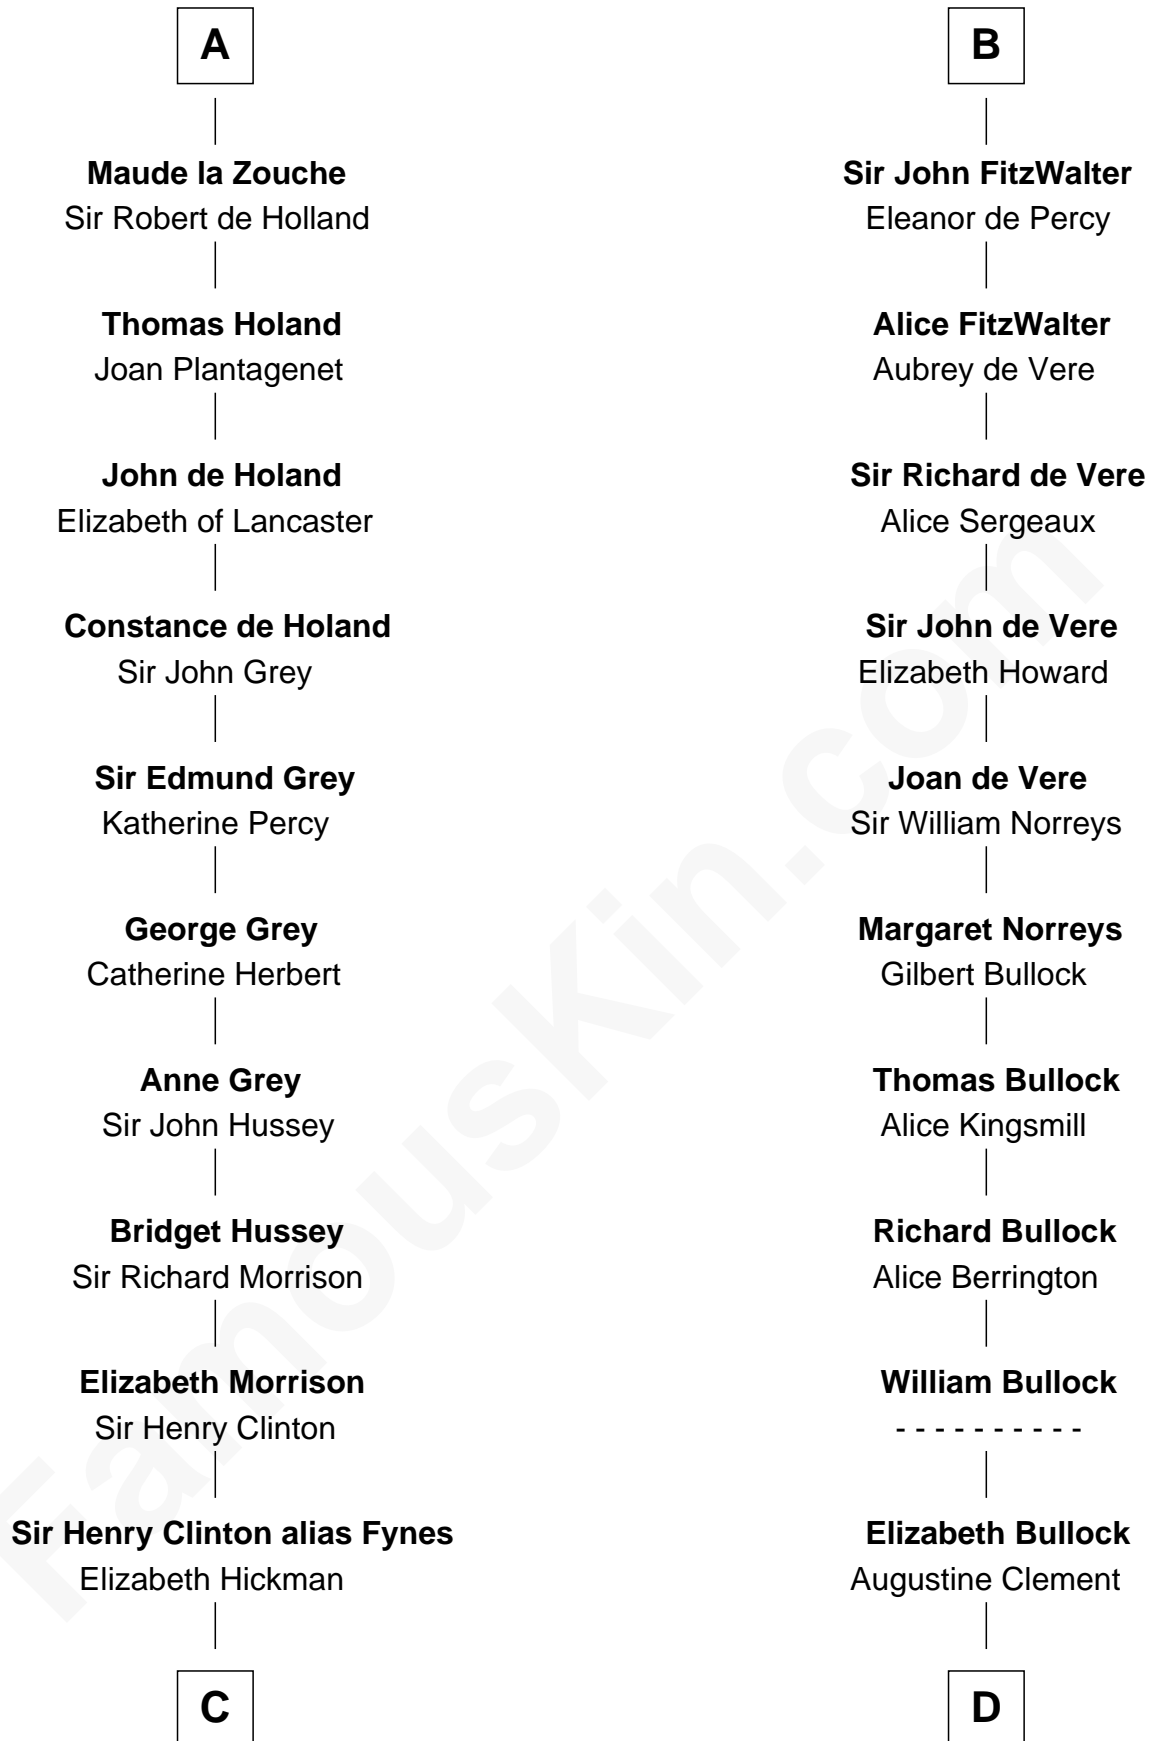 A
Maude la Zouche
Sir Robert de Holland
Thomas Holand
Joan Plantagenet
John de Holand
Elizabeth of Lancaster
Constance de Holand
Sir John Grey
Sir Edmund Grey
Katherine Percy
George Grey
Catherine Herbert
Anne Grey
Sir John Hussey
Bridget Hussey
Sir Richard Morrison
Elizabeth Morrison
Sir Henry Clinton
Sir Henry Clinton alias Fynes
Elizabeth Hickman
C
B
Sir John FitzWalter
Eleanor de Percy
Alice FitzWalter
Aubrey de Vere
Sir Richard de Vere
Alice Sergeaux
Sir John de Vere
Elizabeth Howard
Joan de Vere
Sir William Norreys
Margaret Norreys
Gilbert Bullock
Thomas Bullock
Alice Kingsmill
Richard Bullock
Alice Berrington
William Bullock
- - - - - - - - - -
Elizabeth Bullock
Augustine Clement
D
FamousKin.com